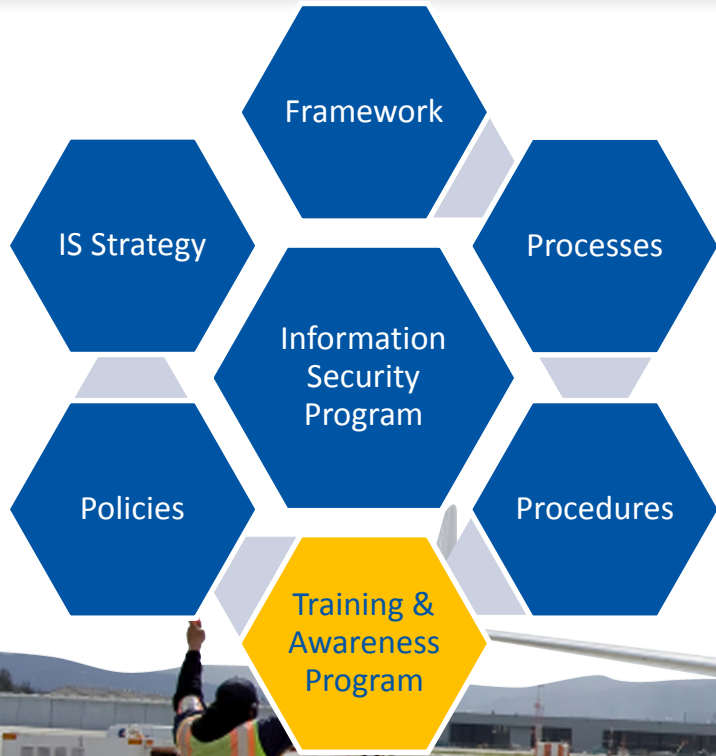 Framework
IS Strategy
Processes
Information
Security
Program
Policies
Procedures
Training &
Awareness
Program